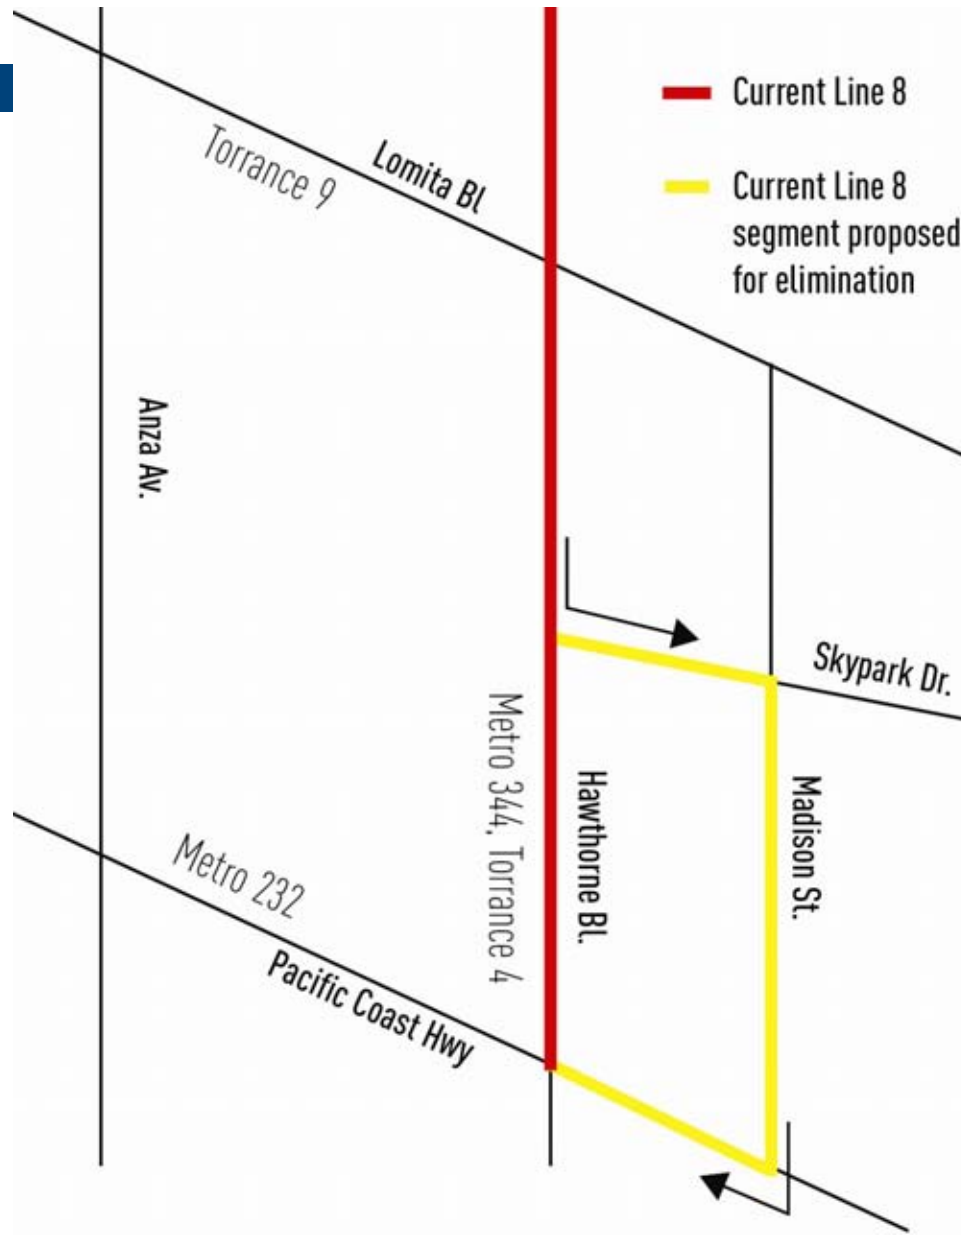 Current Line 8
Current Line 8
segment proposed
for elimination
Torrance 9
Lomita Bl
Anza Av.
Skypark Dr.
Metro 344, Torrance 4
Hawthorne Bl.
Madison St.
Metro 232
Pacific Coast Hwy